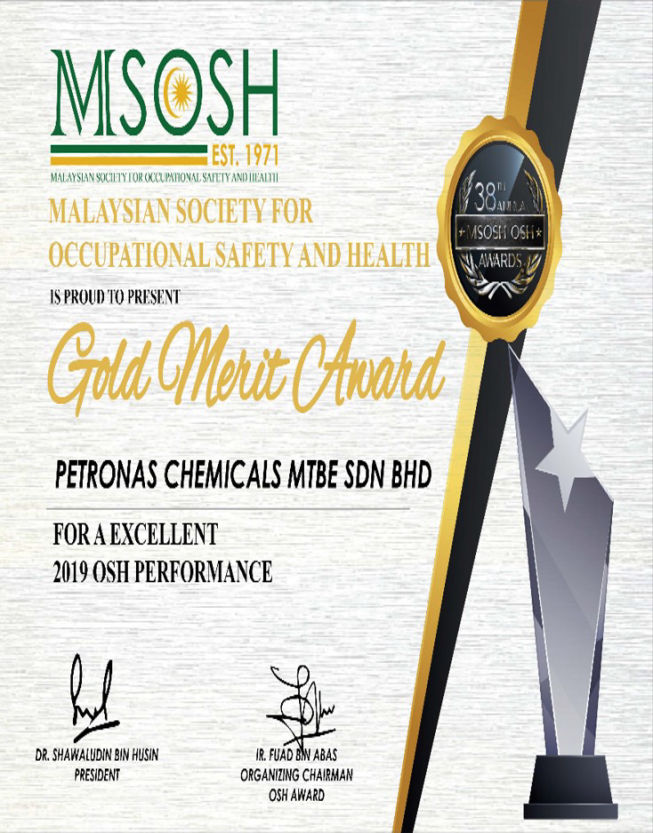 MSOSH
EST. 1971
MALAYSIAN SOCIETY FOR OCCUPATIONAL SAFETY AND HEALTH
MALAYSIAN SOCIETY FOR
OCCUPATIONAL SAFETY AND HEALTH
IS PROUD TO PRESENT
Gold Merit Award
PETRONAS CHEMICALS MTBE SDN BHD
FOR A EXCELLENT
2019 OSH PERFORMANCE
DR. SHAWALUDIN BIN HUSIN
PRESIDENT
IR. FUAD BIN ABAS
ORGANIZING CHAIRMAN
OSH AWARD
38TH
MSOSH OSH
AWARDS